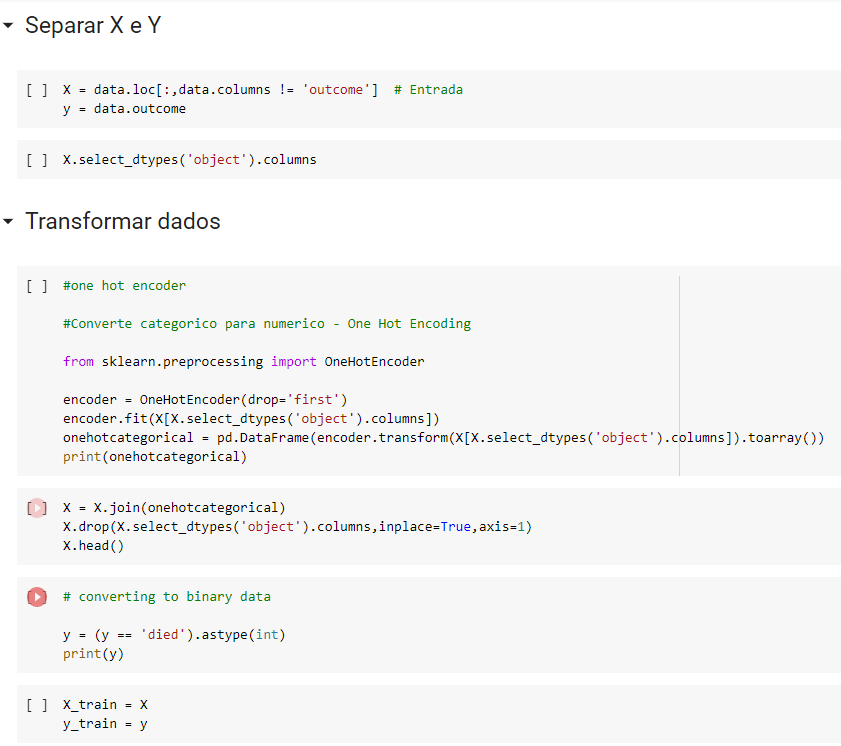 Separar X e Y
[ ] X = data.loc[:,data.columns != 'outcome']  # Entrada
y = data.outcome
[ ] X.select_dtypes('object').columns
Transformar dados
[ ] #one hot encoder
#Converte categorico para numerico - One Hot Encoding
from sklearn.preprocessing import OneHotEncoder
encoder = OneHotEncoder(drop='first')
encoder.fit(X[X.select_dtypes('object').columns])
onehotcategorical = pd.DataFrame(encoder.transform(X[X.select_dtypes('object').columns]).toarray())
print(onehotcategorical)
[ ] X = X.join(onehotcategorical)
X.drop(X.select_dtypes('object').columns,inplace=True,axis=1)
X.head()
# converting to binary data
y = (y == 'died').astype(int)
print(y)
[ ] X_train = X
y_train = y